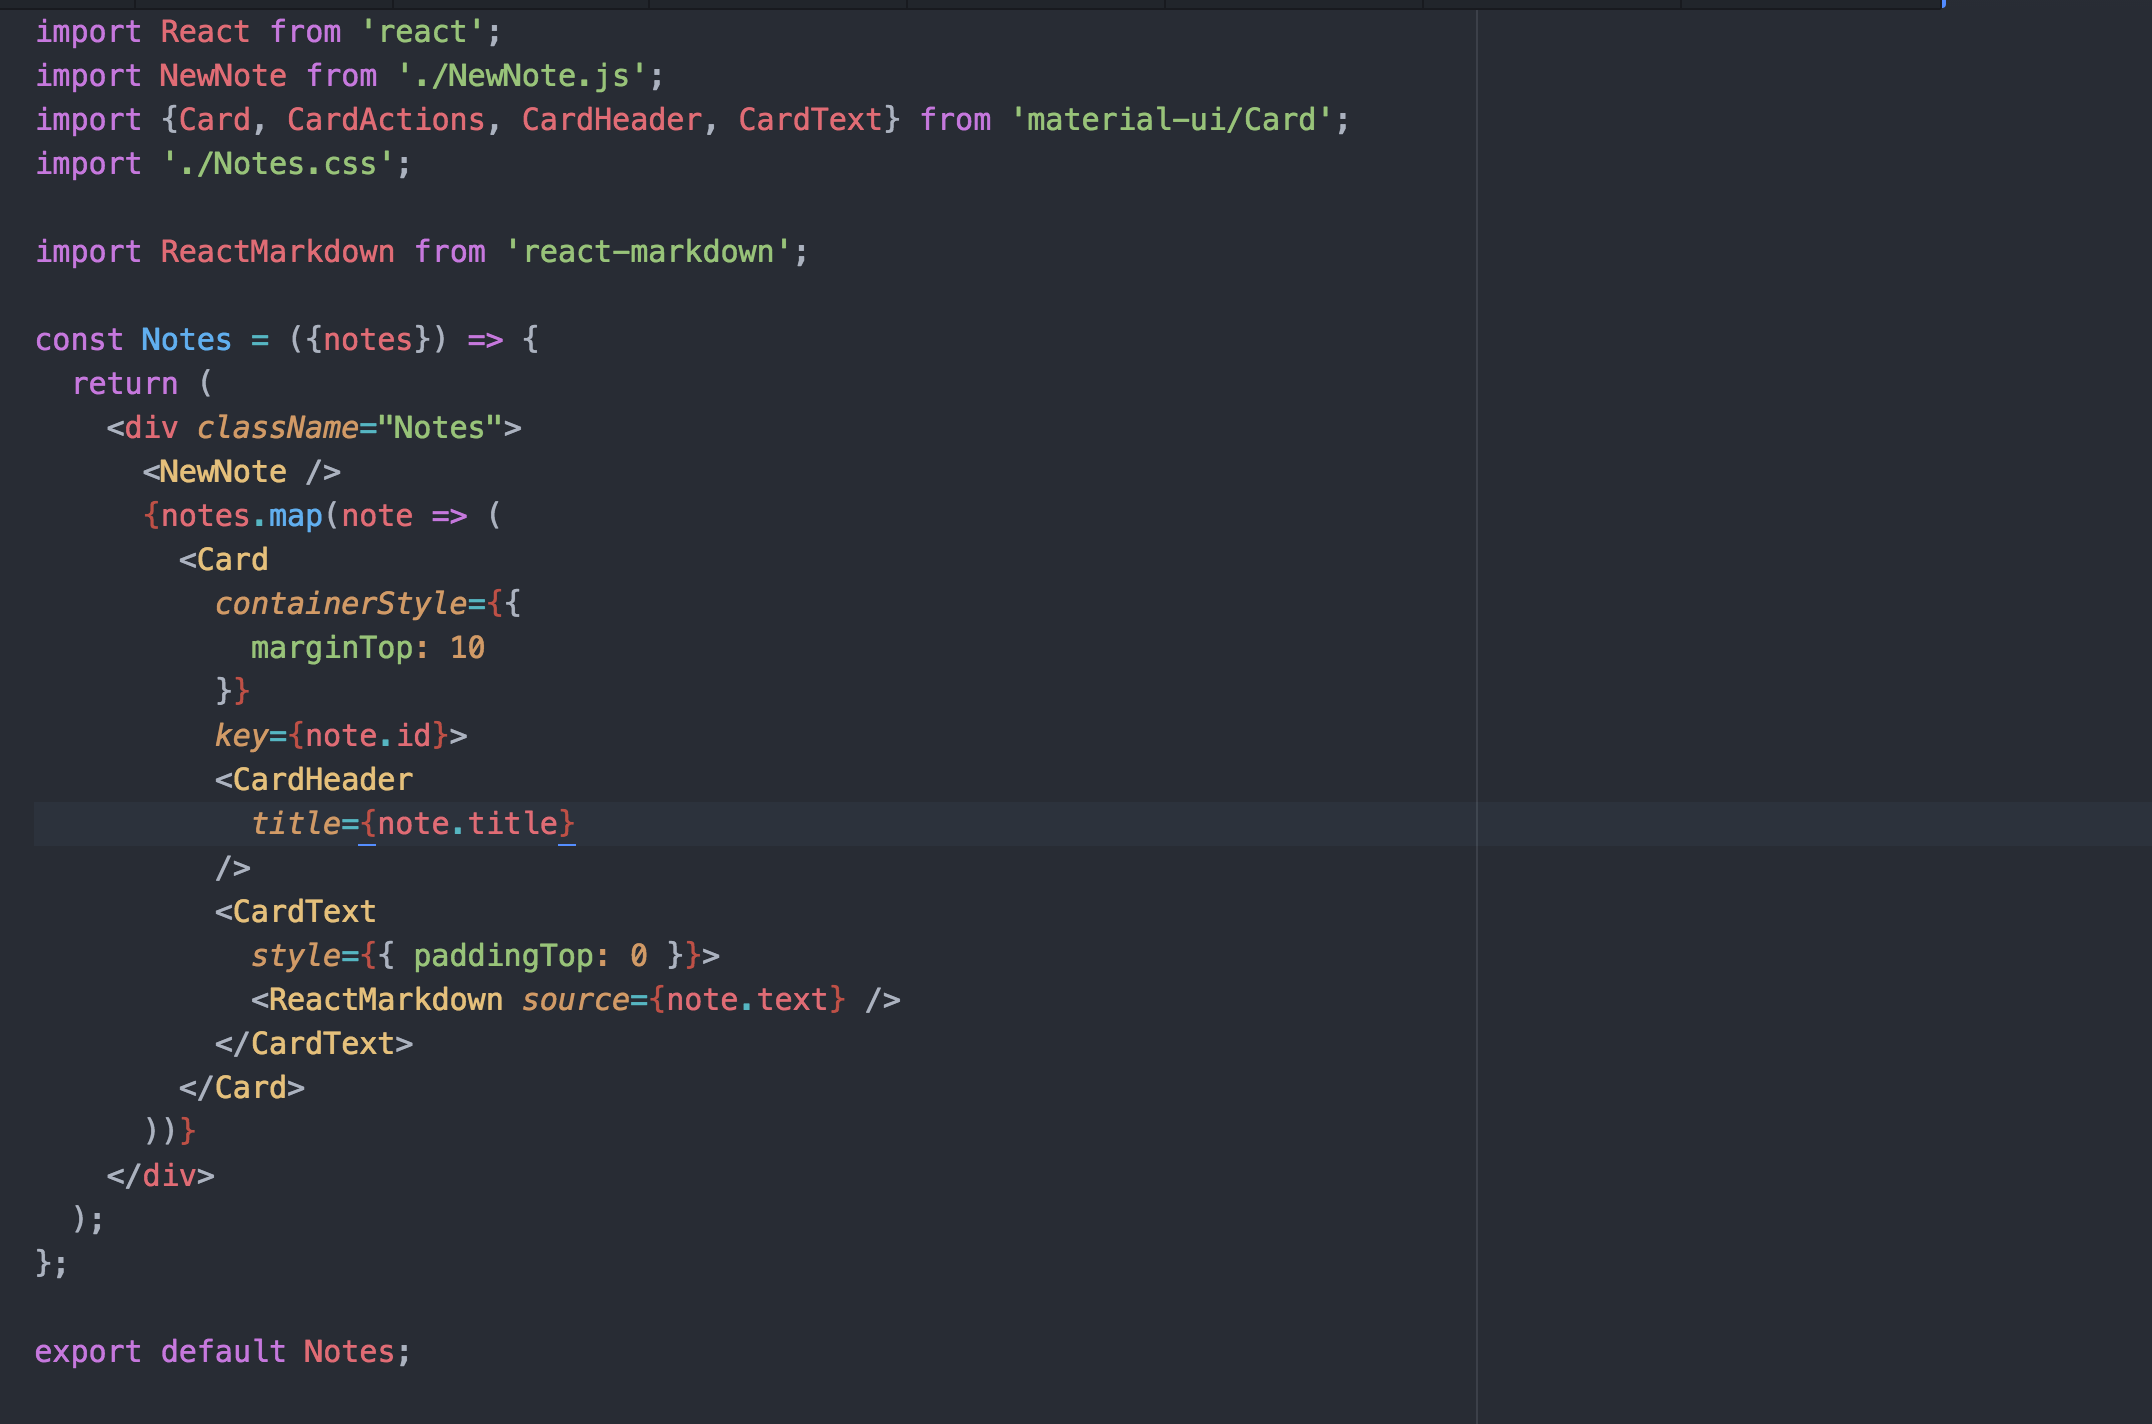 import React from 'react';
import NewNote from './NewNote.js';
import {Card, CardActions, CardHeader, CardText} from 'material-ui/Card';
import './Notes.css';

import ReactMarkdown from 'react-markdown';

const Notes = ({notes}) => {
  return (
    <div className="Notes">
      <NewNote />
      {notes.map(note => (
        <Card
          containerStyle={{
            marginTop: 10
          }}
          key={note.id}>
          <CardHeader
            title={note.title}
          />
          <CardText
            style={{ paddingTop: 0 }}>
            <ReactMarkdown source={note.text} />
          </CardText>
        </Card>
      ))}
    </div>
  );
};

export default Notes;